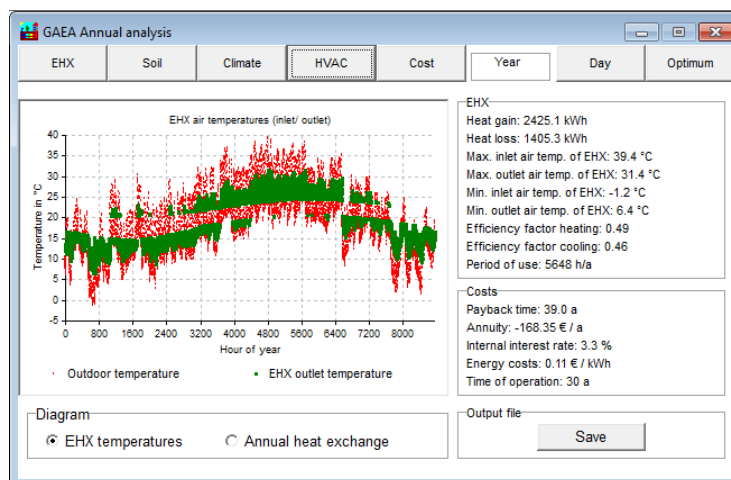 GAEA Annual analysis
EHX Soil Climate HVAC Cost Year Day Optimum
EHX air temperatures (inlet/ outlet)
Temperature in °C
40
35
30
25
20
15
10
5
0
-5
0 800 1600 2400 3200 4000 4800 5600 6400 7200 8000
Hour of year
Outdoor temperature EHX outlet temperature
EHX
Heat gain: 2425.1 kWh
Heat loss: 1405.3 kWh
Max. inlet air temp. of EHX: 39.4 °C
Max. outlet air temp. of EHX: 31.4 °C
Min. inlet air temp. of EHX: -1.2 °C
Min. outlet air temp. of EHX: 6.4 °C
Efficiency factor heating: 0.49
Efficiency factor cooling: 0.46
Period of use: 5648 h/a
Costs
Payback time: 39.0 a
Annuity: -168.35 € / a
Internal interest rate: 3.3 %
Energy costs: 0.11 € / kWh
Time of operation: 30 a
Diagram
EHX temperatures Annual heat exchange
Output file
Save